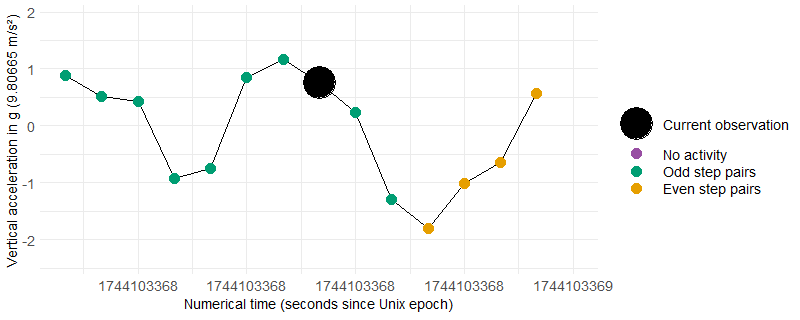 Vertical acceleration in g (9.80665 m/s²)
2
1
0
-1
-2
1744103368 1744103368 1744103368 1744103368 1744103369
Numerical time (seconds since Unix epoch)
Current observation
No activity
Odd step pairs
Even step pairs